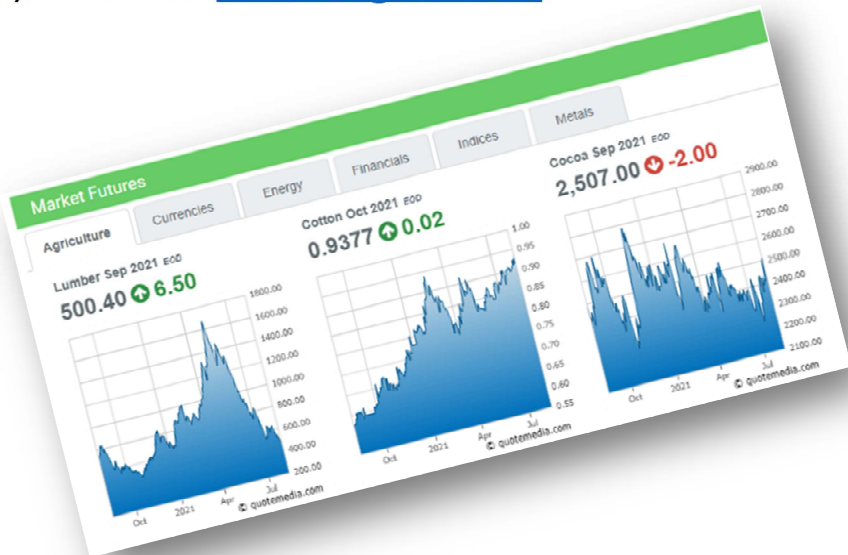 Market Futures
Agriculture
Currencies
Energy
Financials
Indices
Metals
Lumber Sep 2021 EOD
500.40 6.50
1800.00
1600.00
1400.00
1200.00
1000.00
800.00
600.00
400.00
200.00
Oct 2021 Apr Jul
© quotemedia.com
Cotton Oct 2021 EOD
0.9377 0.02
1.00
0.95
0.90
0.85
0.80
0.75
0.70
0.65
0.60
0.55
Oct 2021 Apr Jul
© quotemedia.com
Cocoa Sep 2021 EOD
2,507.00 -2.00
2900.00
2800.00
2700.00
2600.00
2500.00
2400.00
2300.00
2200.00
2100.00
Oct 2021 Apr Jul
© quotemedia.com